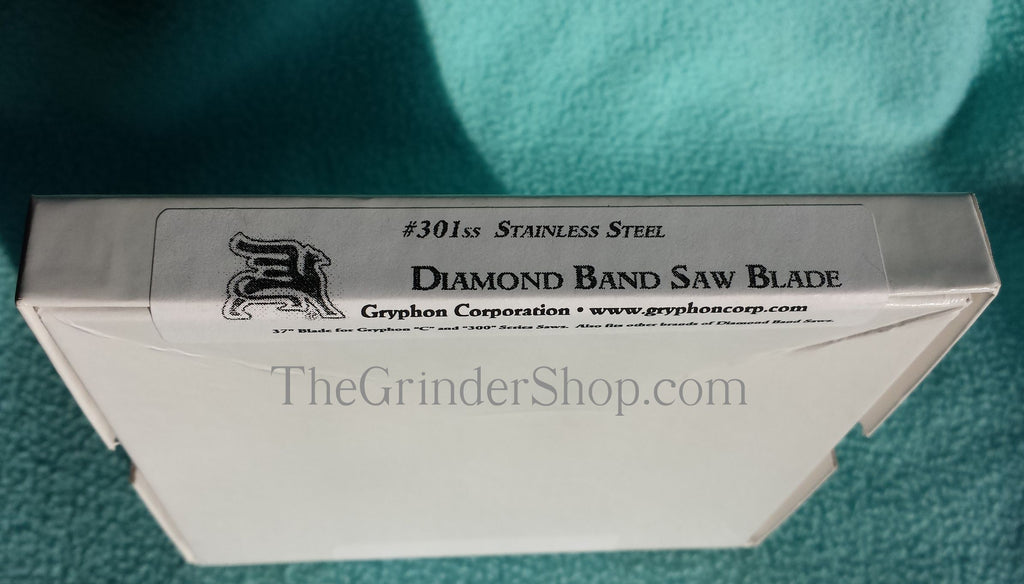 #301ss Stainless Steel
Diamond Band Saw Blade
Gryphon Corporation • www.gryphoncorp.com
37" Blade for Gryphon "C" and "300" Series Saws. Also fits other brands of Diamond Band Saws.
TheGrinderShop.com